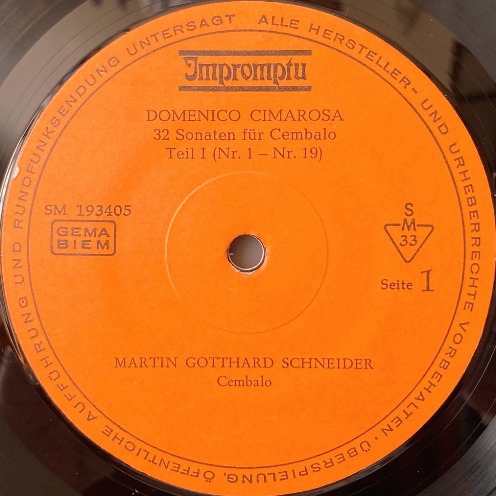 ALLE HERSTELLER- UND URHEBERRECHTE VORBEHALTEN · ÜBERSPIELUNG, ÖFFENTLICHE AUFFÜHRUNG UND RUNDFUNKSENDUNG UNTERSAGT
Impromptu
DOMENICO CIMAROSA
32 Sonaten für Cembalo
Teil I (Nr. 1 – Nr. 19)
SM 193405
GEMA
BIEM
S
M
33
Seite 1
MARTIN GOTTHARD SCHNEIDER
Cembalo